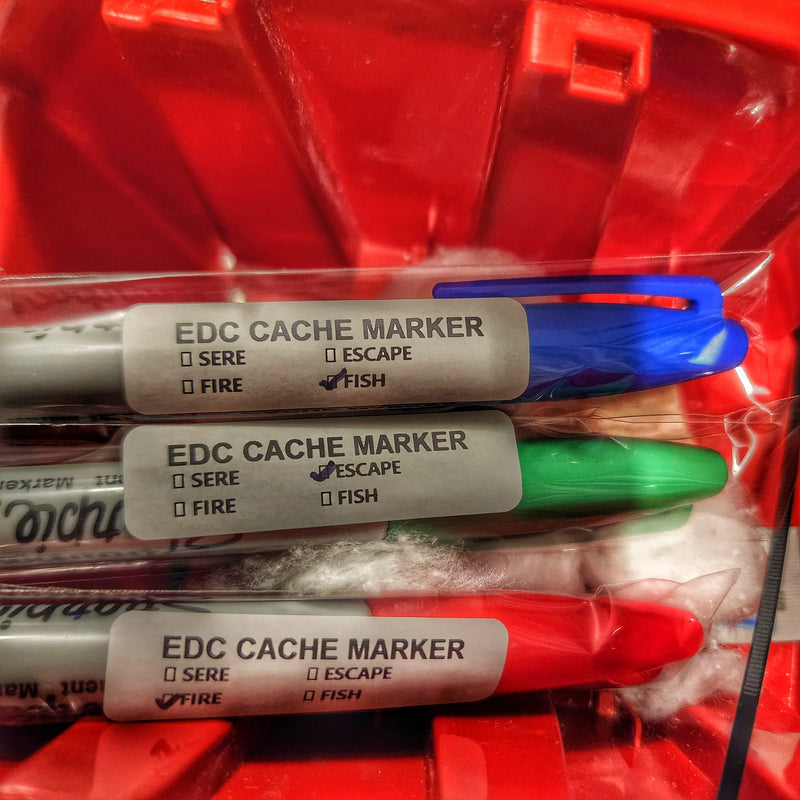 EDC CACHE MARKER
▯ SERE ▯ ESCAPE
▯ FIRE ✓ FISH
EDC CACHE MARKER
▯ SERE ✓ ESCAPE
▯ FIRE ▯ FISH
Marker
EDC CACHE MARKER
▯ SERE ▯ ESCAPE
✓ FIRE ▯ FISH